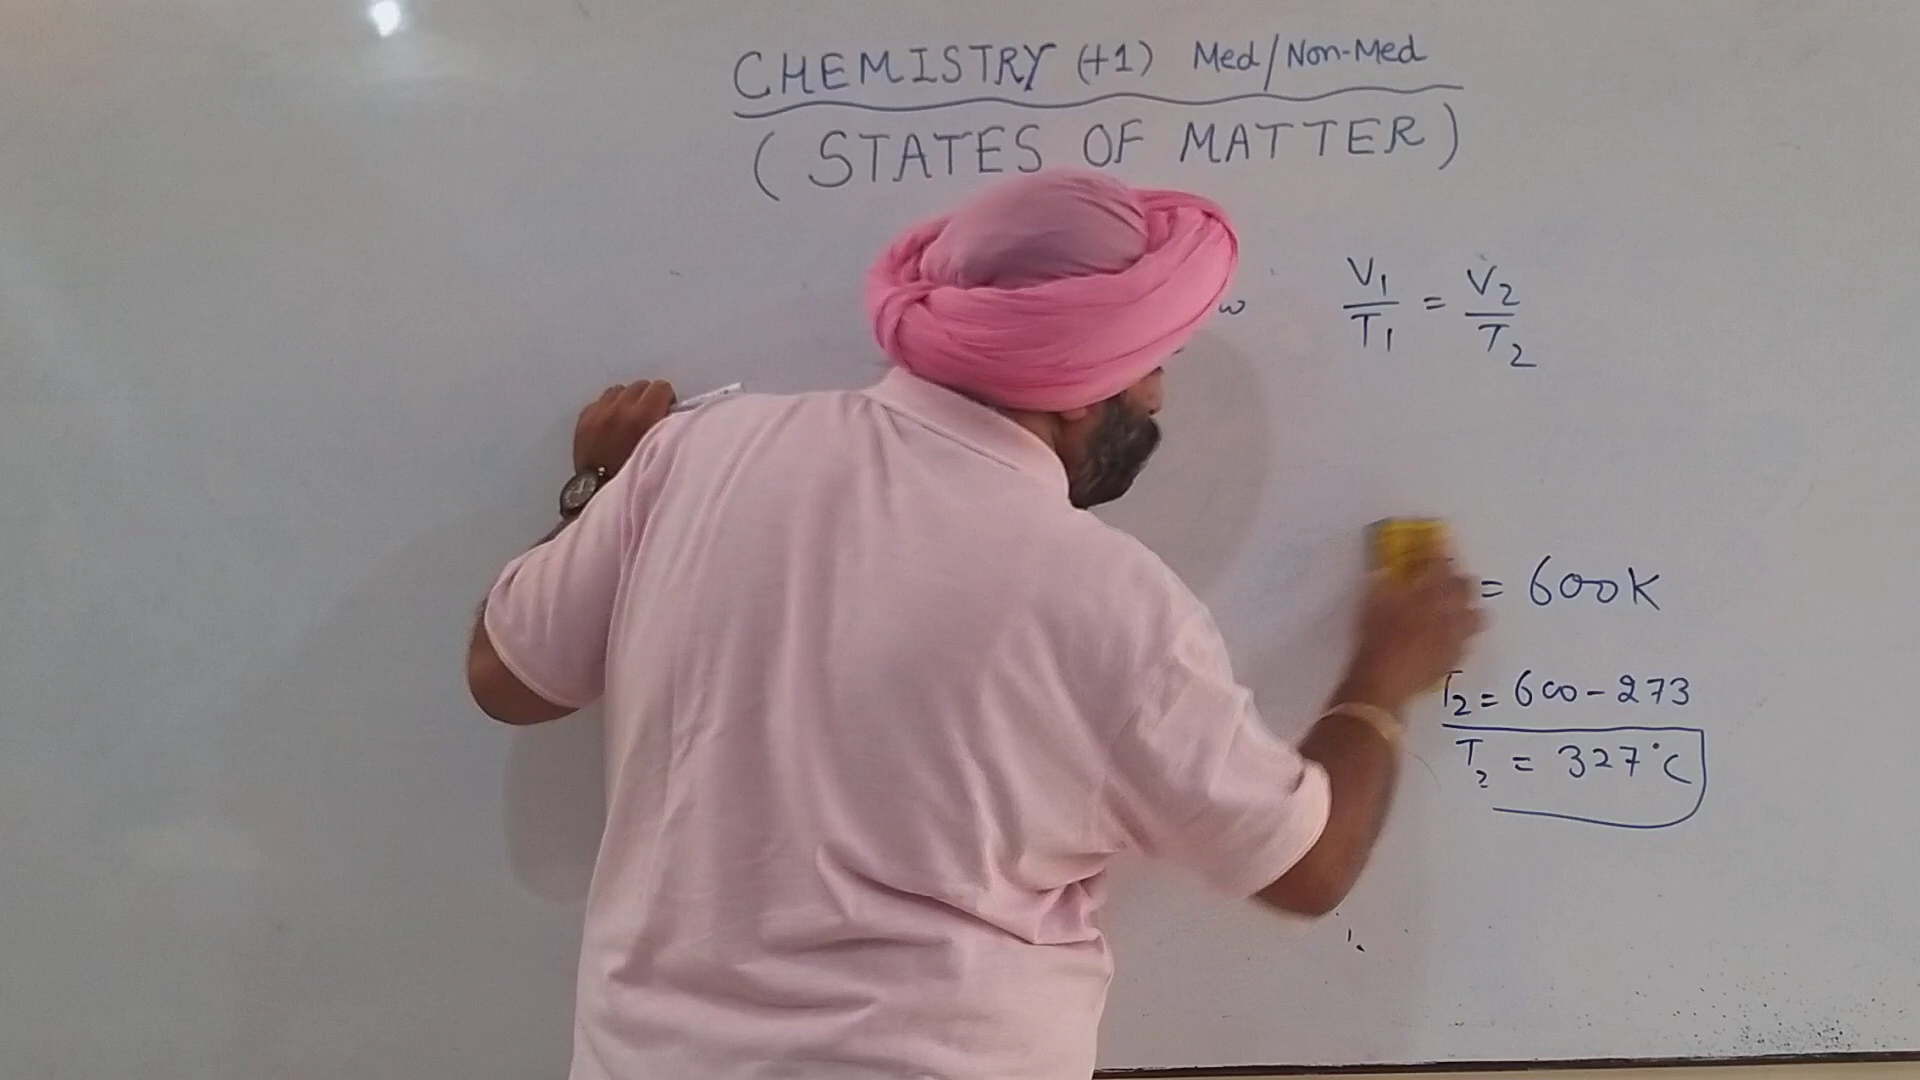 CHEMISTRY (+1) Med/Non-Med
(STATES OF MATTER)
V1/T1 = V2/T2
= 600K
T2 = 600-273
T2 = 327°C